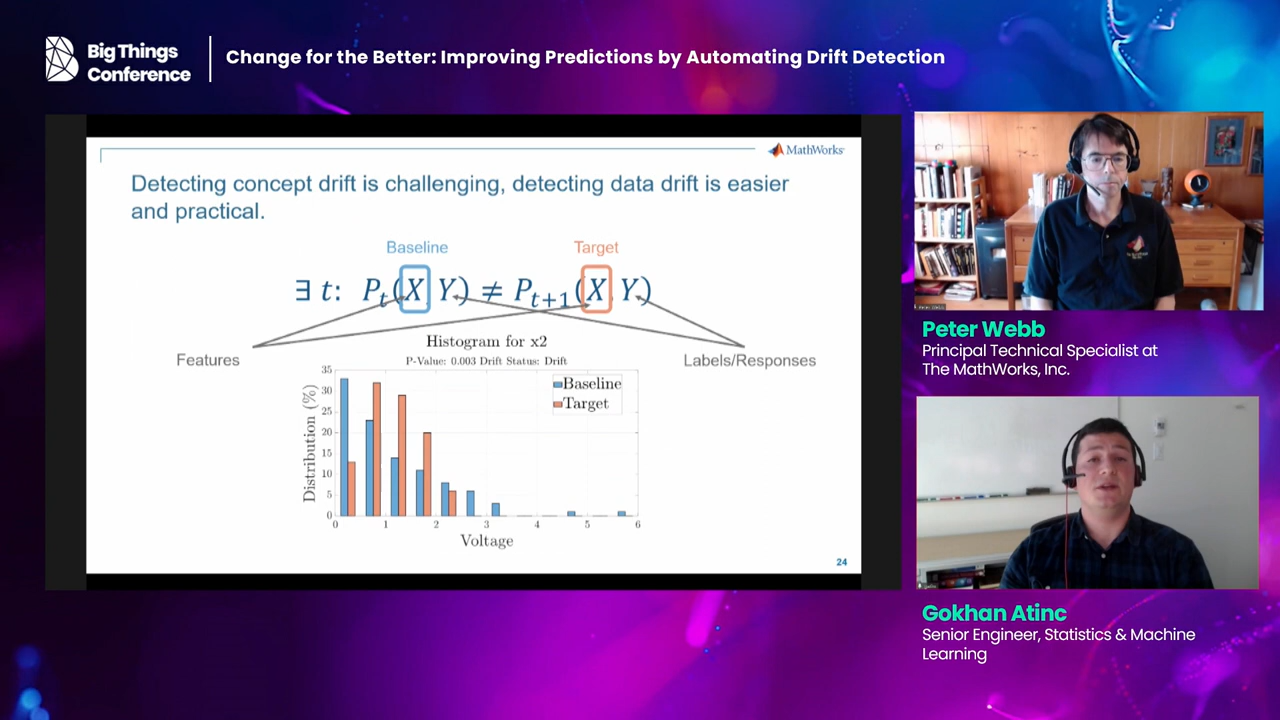 Big Things
Conference
Change for the Better: Improving Predictions by Automating Drift Detection
MathWorks
Detecting concept drift is challenging, detecting data drift is easier
and practical.
Baseline
Target
∃ t: Pt(X Y) ≠ Pt+1(X Y)
Features
Labels/Responses
Histogram for x2
P-Value: 0.003 Drift Status: Drift
Distribution (%)
35
30
25
20
15
10
5
0
Baseline
Target
0 1 2 3 4 5 6
Voltage
24
Peter Webb
Principal Technical Specialist at
The MathWorks, Inc.
Gokhan Atinc
Senior Engineer, Statistics & Machine
Learning